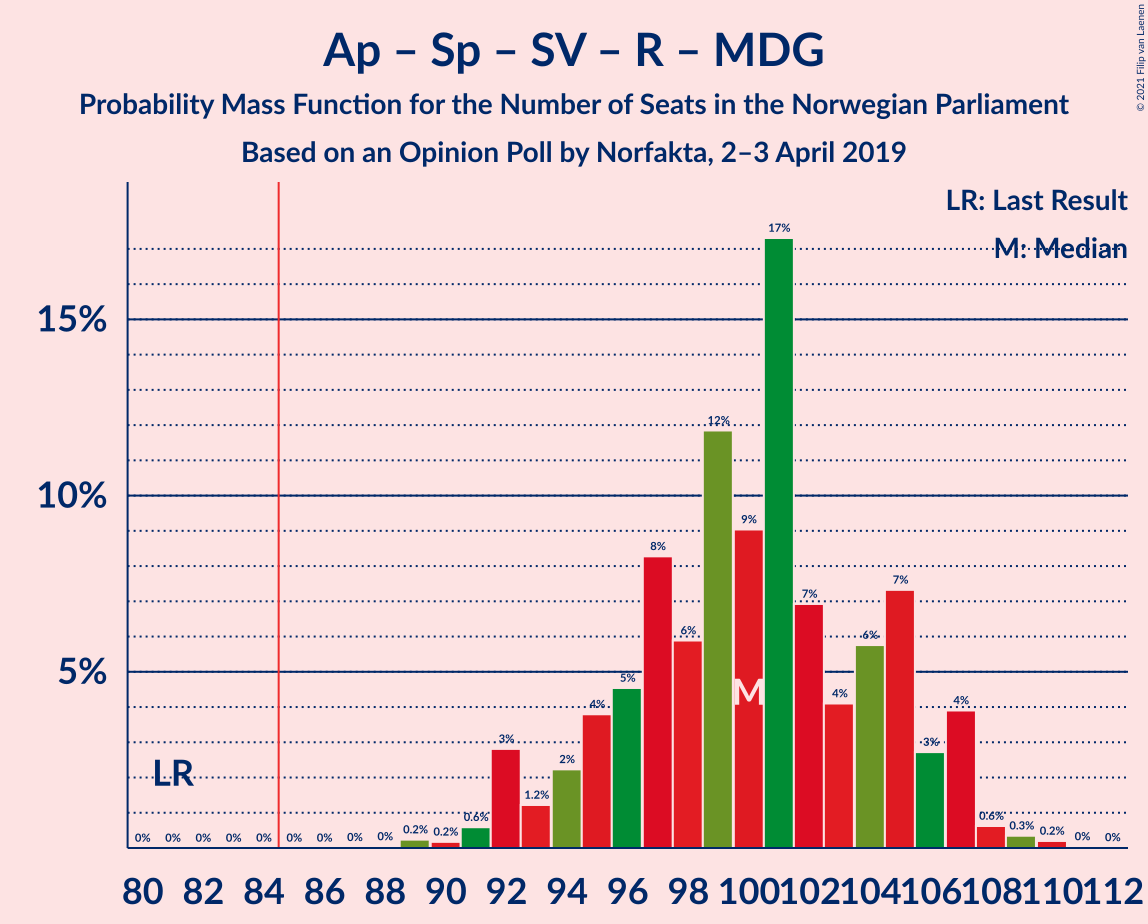 Ap – Sp – SV – R – MDG
Probability Mass Function for the Number of Seats in the Norwegian Parliament
Based on an Opinion Poll by Norfakta, 2–3 April 2019
© 2021 Filip van Laenen
LR: Last Result
M: Median
15%
10%
5%
LR
M
0% 0% 0% 0% 0% 0% 0% 0% 0% 0.2% 0.2% 0.6% 3% 1.2% 2% 4% 5% 8% 6% 12% 9% 17% 7% 4% 6% 7% 3% 4% 0.6% 0.3% 0.2% 0% 0%
80 82 84 86 88 90 92 94 96 98 100 102 104 106 108 110 112